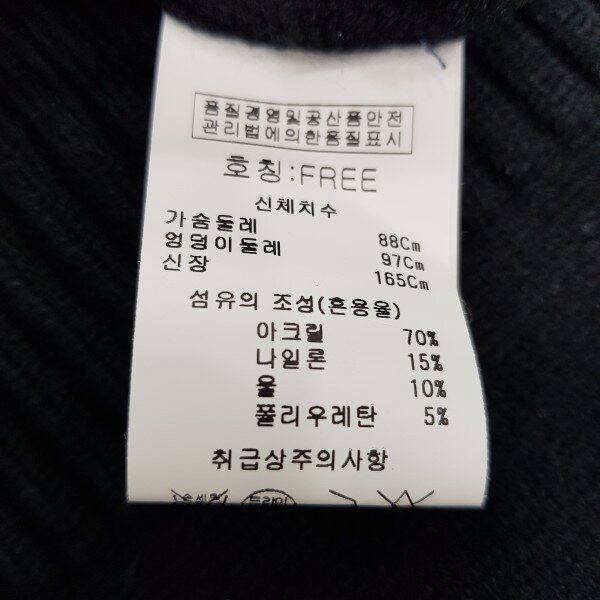 품질경영및공산품안전
관리법에의한품질표시
호칭:FREE
신체치수
가슴둘레 88Cm
엉덩이둘레 97Cm
신장 165Cm
섬유의 조성(혼용율)
아크릴 70%
나일론 15%
울 10%
폴리우레탄 5%
취급상주의사항
드라이